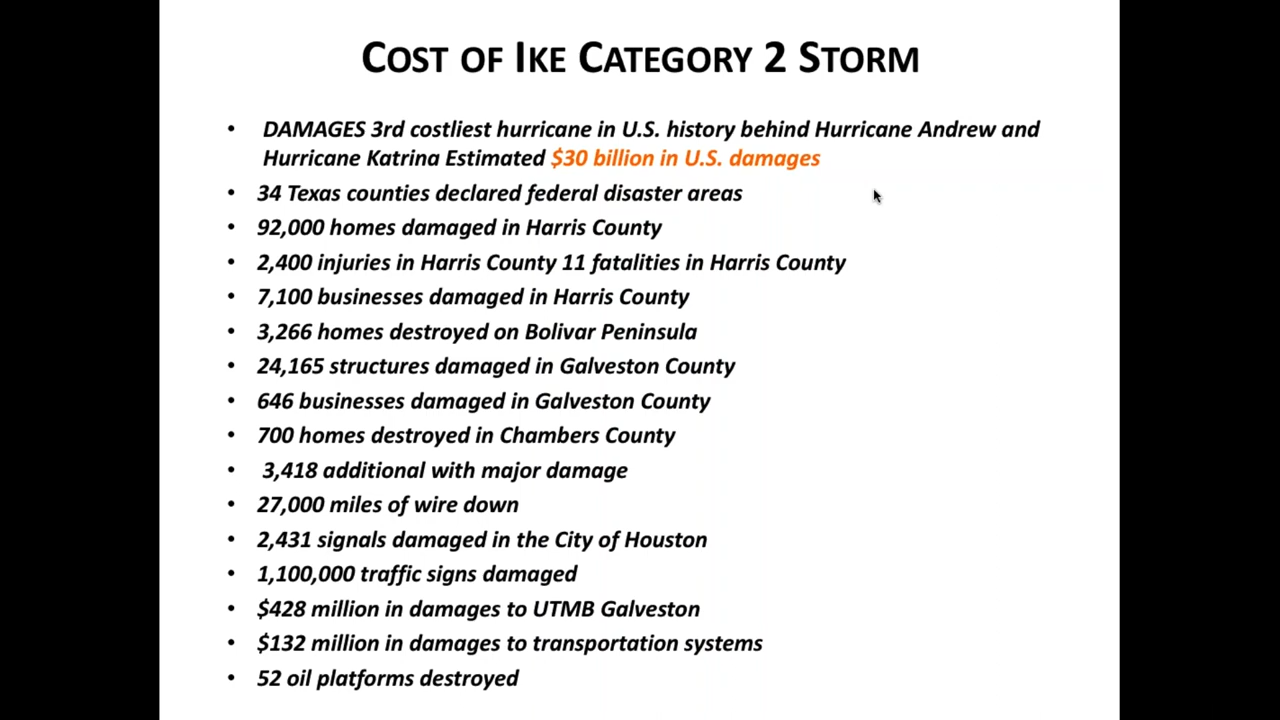 COST OF IKE CATEGORY 2 STORM
• DAMAGES 3rd costliest hurricane in U.S. history behind Hurricane Andrew and
Hurricane Katrina Estimated $30 billion in U.S. damages
• 34 Texas counties declared federal disaster areas
• 92,000 homes damaged in Harris County
• 2,400 injuries in Harris County 11 fatalities in Harris County
• 7,100 businesses damaged in Harris County
• 3,266 homes destroyed on Bolivar Peninsula
• 24,165 structures damaged in Galveston County
• 646 businesses damaged in Galveston County
• 700 homes destroyed in Chambers County
• 3,418 additional with major damage
• 27,000 miles of wire down
• 2,431 signals damaged in the City of Houston
• 1,100,000 traffic signs damaged
• $428 million in damages to UTMB Galveston
• $132 million in damages to transportation systems
• 52 oil platforms destroyed